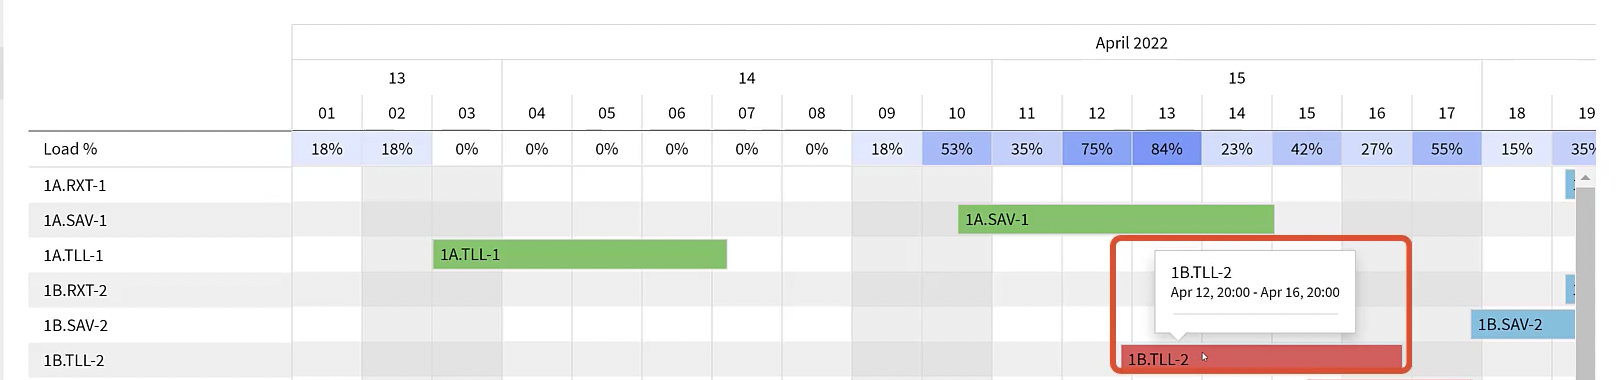 April 2022
13 14 15
01 02 03 04 05 06 07 08 09 10 11 12 13 14 15 16 17 18 19
Load % 18% 18% 0% 0% 0% 0% 0% 0% 18% 53% 35% 75% 84% 23% 42% 27% 55% 15% 35%
1A.RXT-1
1A.SAV-1 1A.SAV-1
1A.TLL-1 1A.TLL-1
1B.TLL-2
Apr 12, 20:00 - Apr 16, 20:00
1B.RXT-2
1B.SAV-2 1B.SAV-2
1B.TLL-2 1B.TLL-2